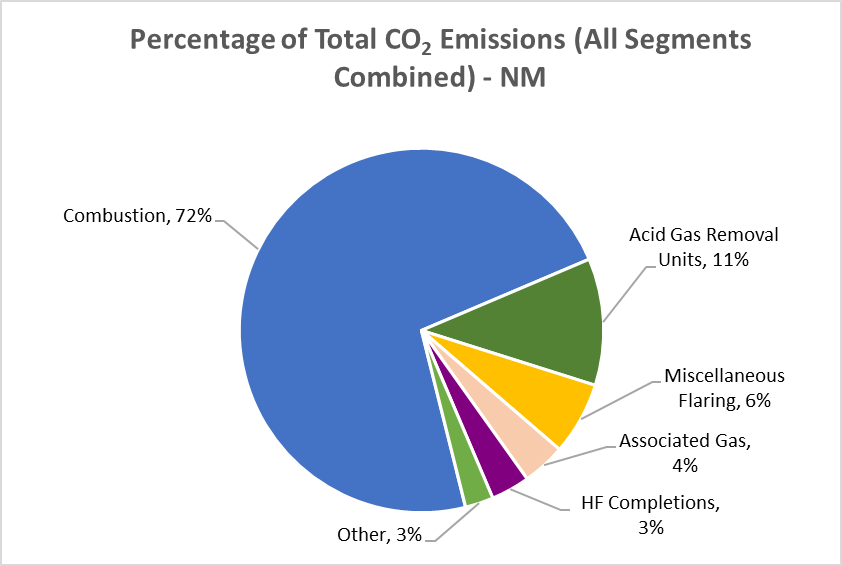 Percentage of Total CO₂ Emissions (All Segments
Combined) - NM
Combustion, 72%
Acid Gas Removal
Units, 11%
Miscellaneous
Flaring, 6%
Associated Gas,
4%
HF Completions,
3%
Other, 3%